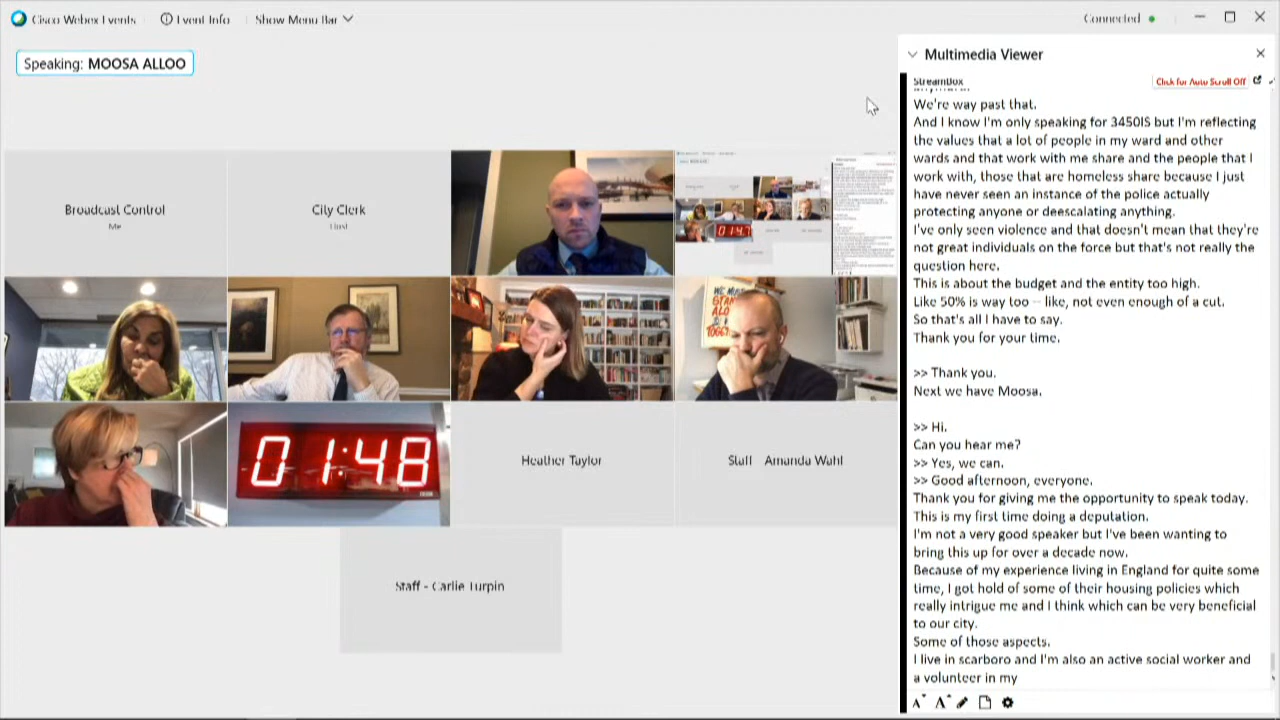 Cisco Webex Events
Event Info
Show Menu Bar
Connected
Speaking: MOOSA ALLOO
Multimedia Viewer
StreamBox
Click for Auto Scroll Off
We're way past that.
And I know I'm only speaking for 3450IS but I'm reflecting
the values that a lot of people in my ward and other
wards and that work with me share and the people that I
work with, those that are homeless share because I just
have never seen an instance of the police actually
protecting anyone or deescalating anything.
I've only seen violence and that doesn't mean that they're
not great individuals on the force but that's not really the
question here.
This is about the budget and the entity too high.
Like 50% is way too -- like, not even enough of a cut.
So that's all I have to say.
Thank you for your time.
>> Thank you.
Next we have Moosa.
>> Hi.
Can you hear me?
>> Yes, we can.
>> Good afternoon, everyone.
Thank you for giving me the opportunity to speak today.
This is my first time doing a deputation.
I'm not a very good speaker but I've been wanting to
bring this up for over a decade now.
Because of my experience living in England for quite some
time, I got hold of some of their housing policies which
really intrigue me and I think which can be very beneficial
to our city.
Some of those aspects.
I live in scarboro and I'm also an active social worker and
a volunteer in my
Broadcast
Me
City Clerk
Host
WE MUST
01:48
Heather Taylor
Staff Amanda Wahl
Staff - Carlie Turpin